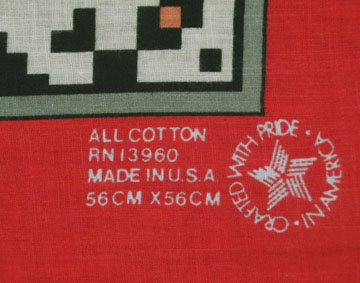 ALL COTTON
RN 13960
MADE IN U.S.A
56CM X 56CM
CRAFTED WITH PRIDE • IN AMERICA •